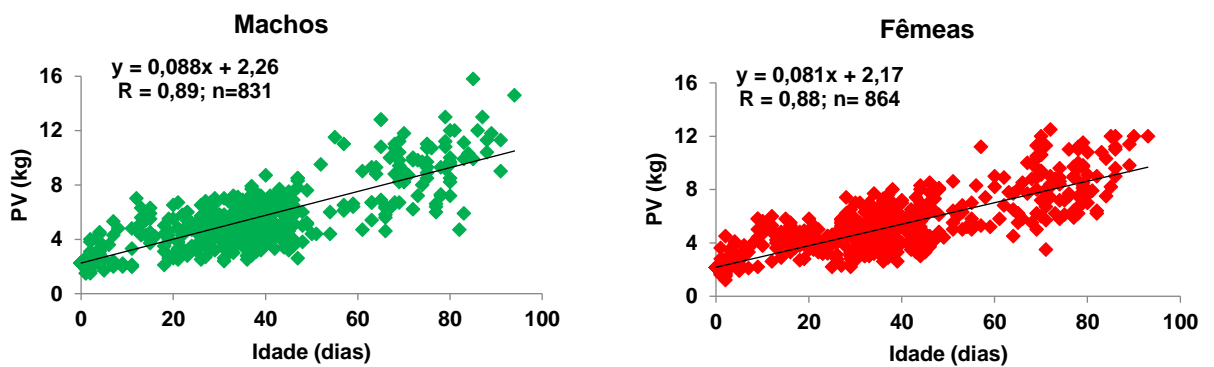 Machos
y = 0,088x + 2,26
R = 0,89; n=831
16
12
8
4
0
PV (kg)
0 20 40 60 80 100
Idade (dias)
Fêmeas
y = 0,081x + 2,17
R = 0,88; n= 864
16
12
8
4
0
PV (kg)
0 20 40 60 80 100
Idade (dias)